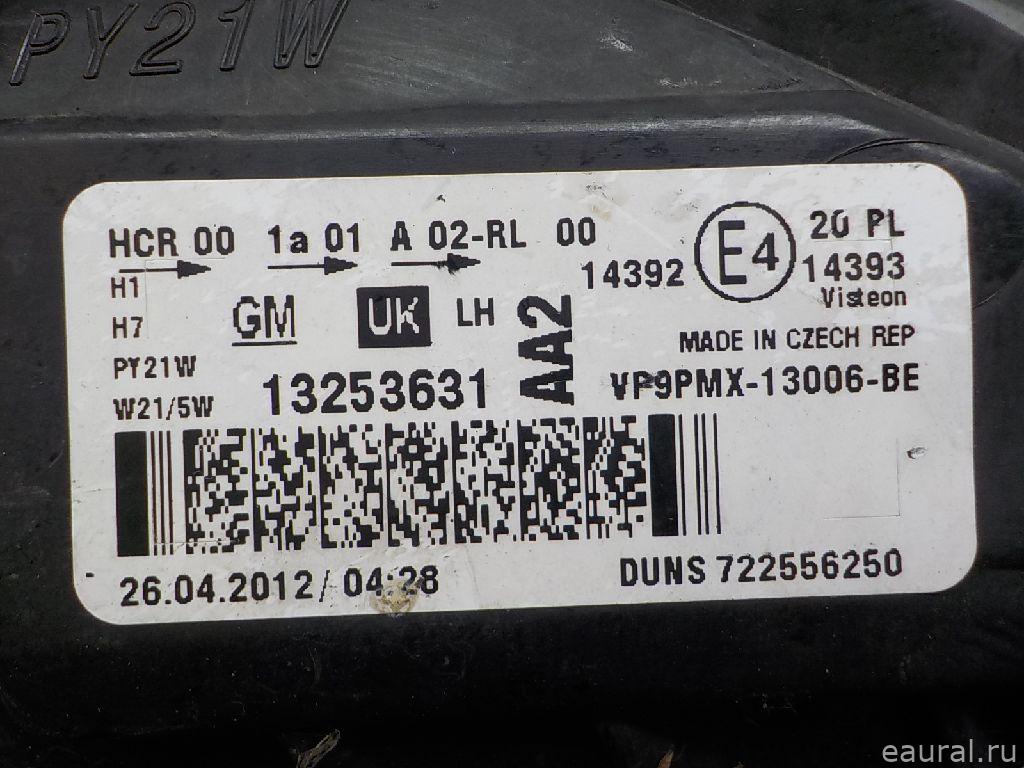 PY21W
HCR 00 1a 01 A 02-RL 00 E4 20 PL
H1 14392 14393
Visteon
H7 GM UK LH AA2
MADE IN CZECH REP
PY21W
W21/5W 13253631 VP9PMX-13006-BE
26.04.2012/ 04:28 DUNS 722556250
eaural.ru